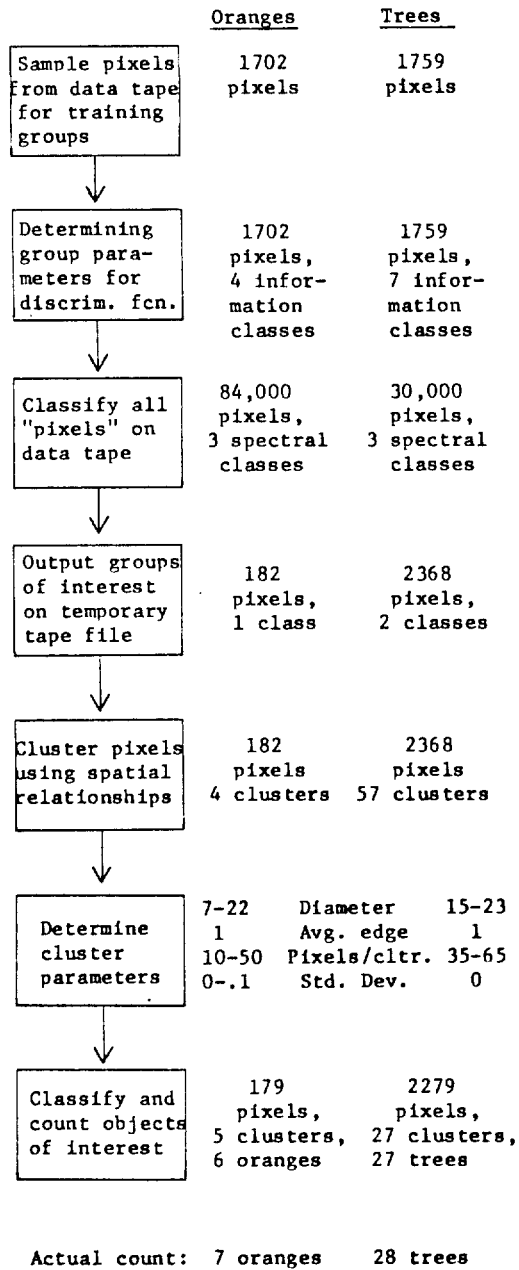 Oranges Trees
Sample pixels
from data tape
for training
groups
1702
pixels
1759
pixels
Determining
group para-
meters for
discrim. fcn.
1702
pixels,
4 infor-
mation
classes
1759
pixels,
7 infor-
mation
classes
Classify all
"pixels" on
data tape
84,000
pixels,
3 spectral
classes
30,000
pixels,
3 spectral
classes
Output groups
of interest
on temporary
tape file
182
pixels,
1 class
2368
pixels,
2 classes
Cluster pixels
using spatial
relationships
182
pixels
4 clusters
2368
pixels
57 clusters
Determine
cluster
parameters
7-22 Diameter 15-23
1 Avg. edge 1
10-50 Pixels/cltr. 35-65
0-.1 Std. Dev. 0
Classify and
count objects
of interest
179
pixels,
5 clusters,
6 oranges
2279
pixels,
27 clusters,
27 trees
Actual count: 7 oranges 28 trees